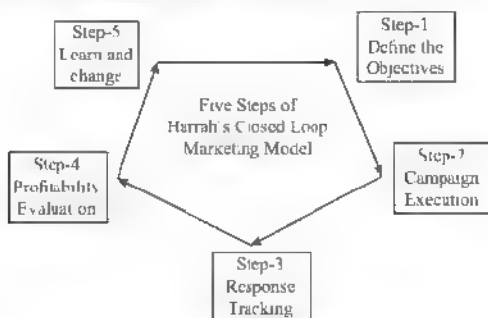 Step-5
Learn and
change
Step-1
Define the
Objectives
Five Steps of
Harrah's Closed Loop
Marketing Model
Step-4
Profitability
Evaluation
Step-2
Campaign
Execution
Step-3
Response
Tracking